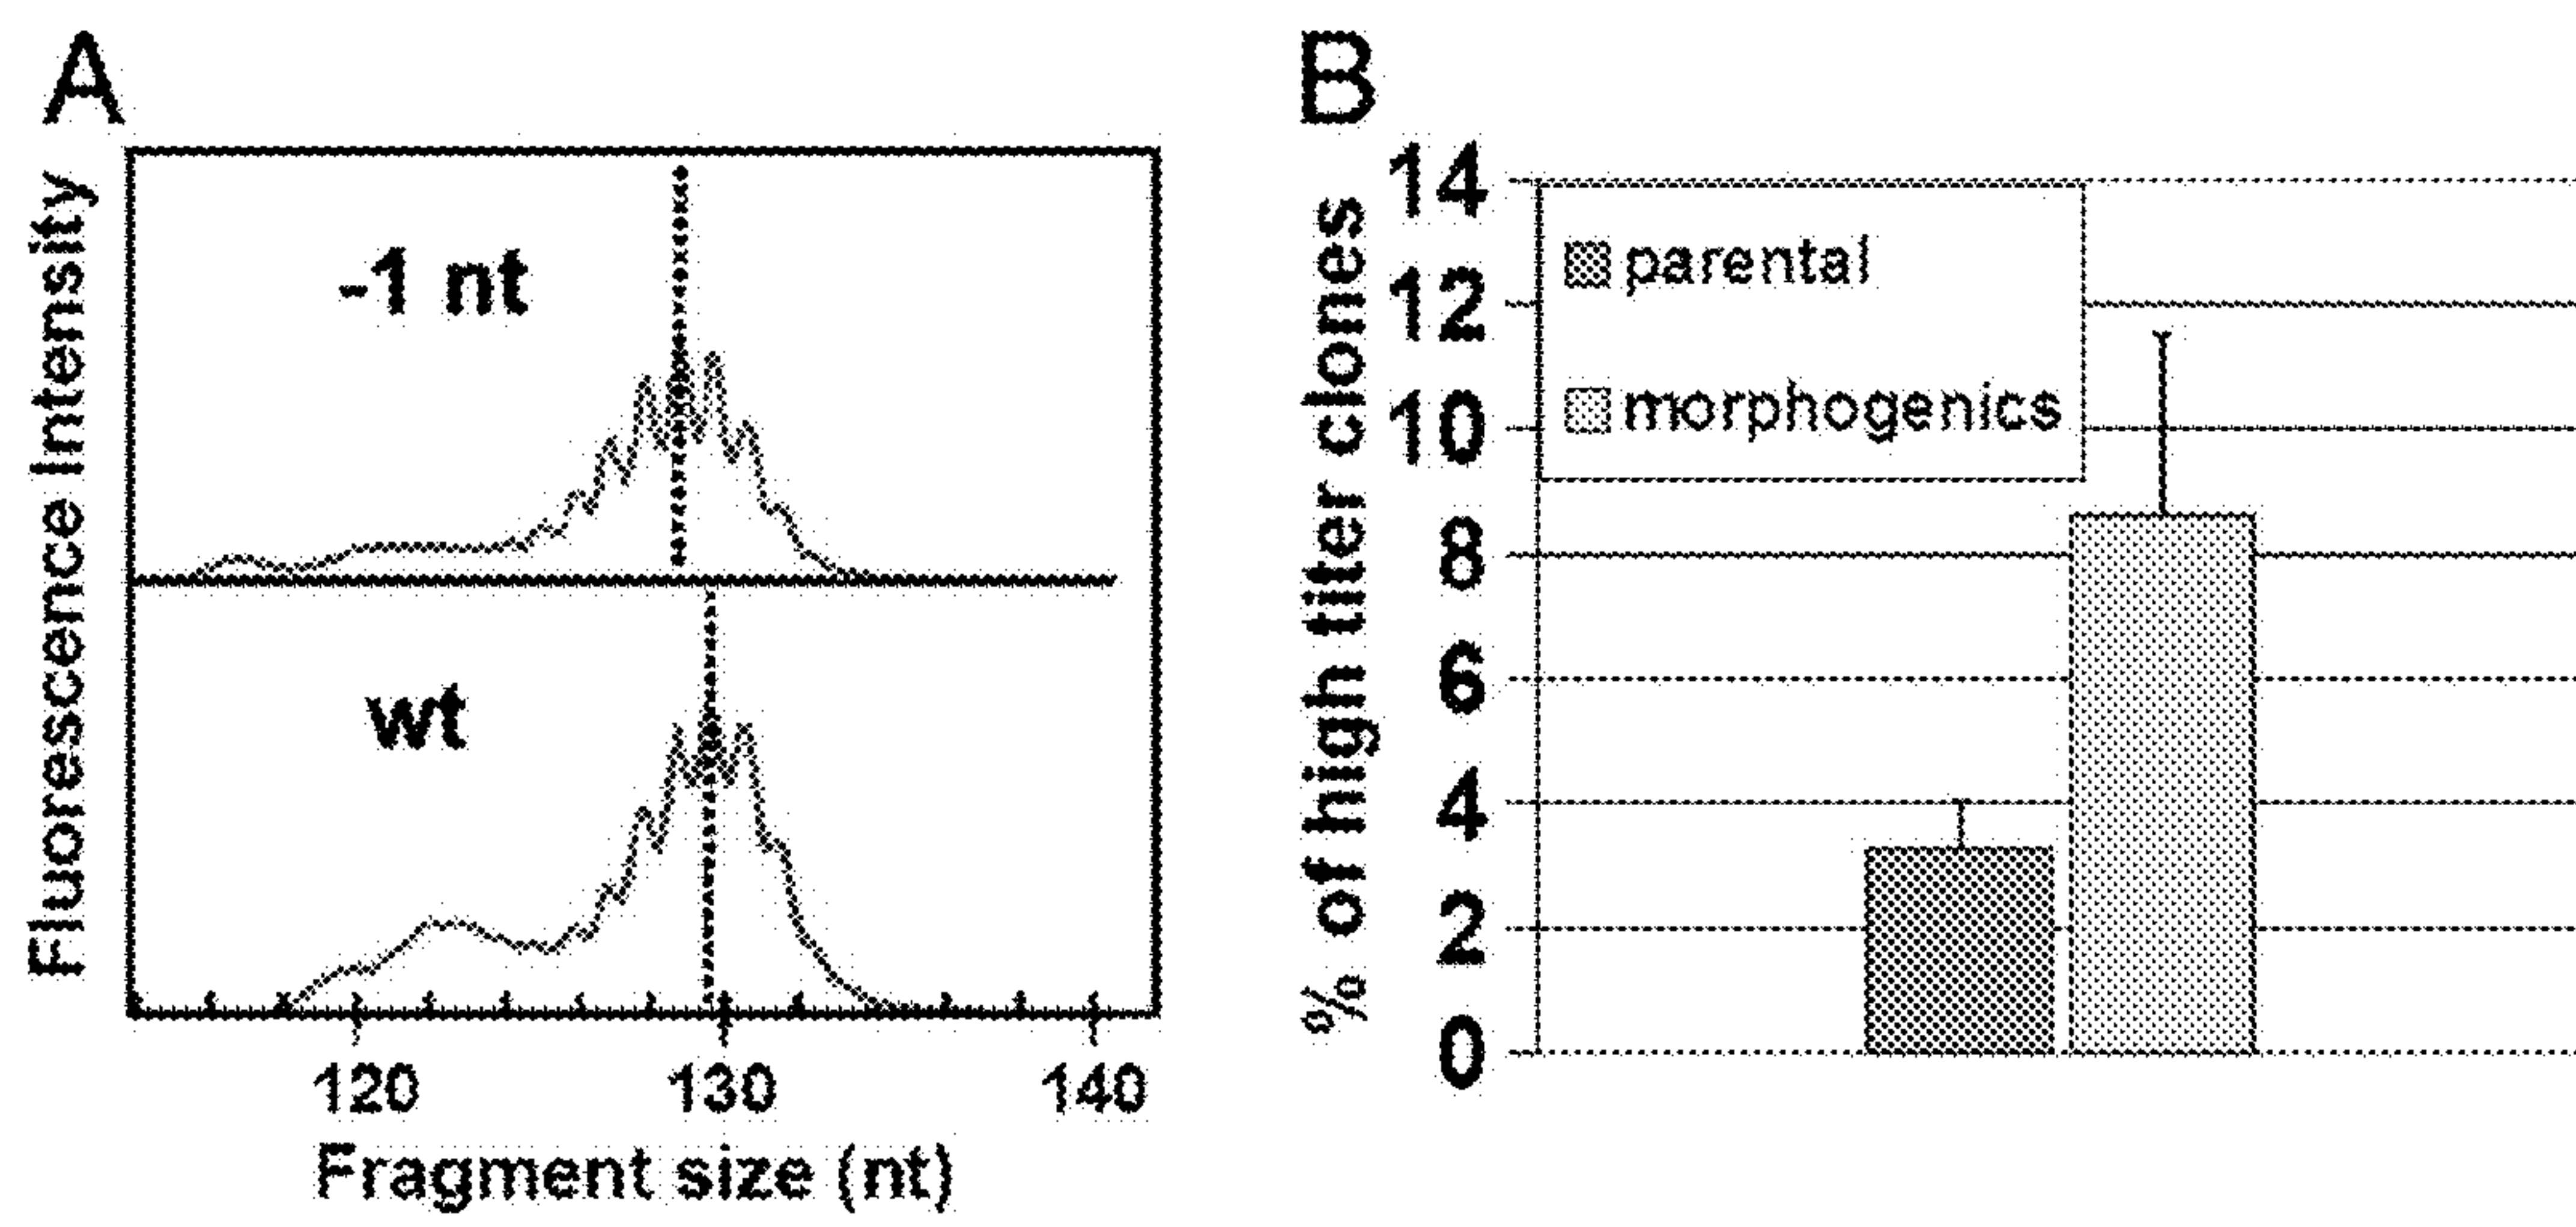 A
Fluorescence Intensity
-1 nt
wt
120 130 140
Fragment size (nt)
B
% of high titer clones
14
12
10
8
6
4
2
0
parental
morphogenics